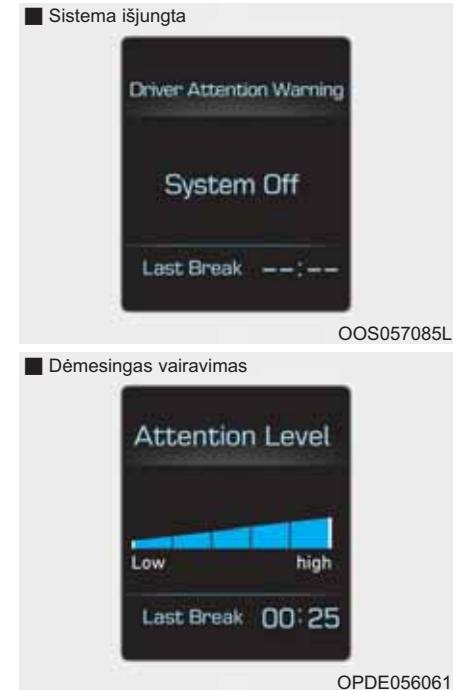 ■ Sistema išjungta
Driver Attention Warning
System Off
Last Break --:--
OOS057085L
■ Dėmesingas vairavimas
Attention Level
Low high
Last Break 00:25
OPDE056061